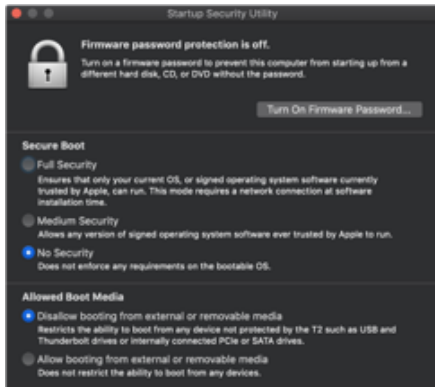 Startup Security Utility
Firmware password protection is off.
Turn on a firmware password to prevent this computer from starting up from a
different hard disk, CD, or DVD without the password.
Turn On Firmware Password...
Secure Boot
Full Security
Ensures that only your current OS, or signed operating system software currently
trusted by Apple, can run. This mode requires a network connection at software
installation time.
Medium Security
Allows any version of signed operating system software ever trusted by Apple to run.
No Security
Does not enforce any requirements on the bootable OS.
Allowed Boot Media
Disallow booting from external or removable media
Restricts the ability to boot from any device not protected by the T2 such as USB and
Thunderbolt drives or internally connected PCIe or SATA drives.
Allow booting from external or removable media
Does not restrict the ability to boot from any devices.